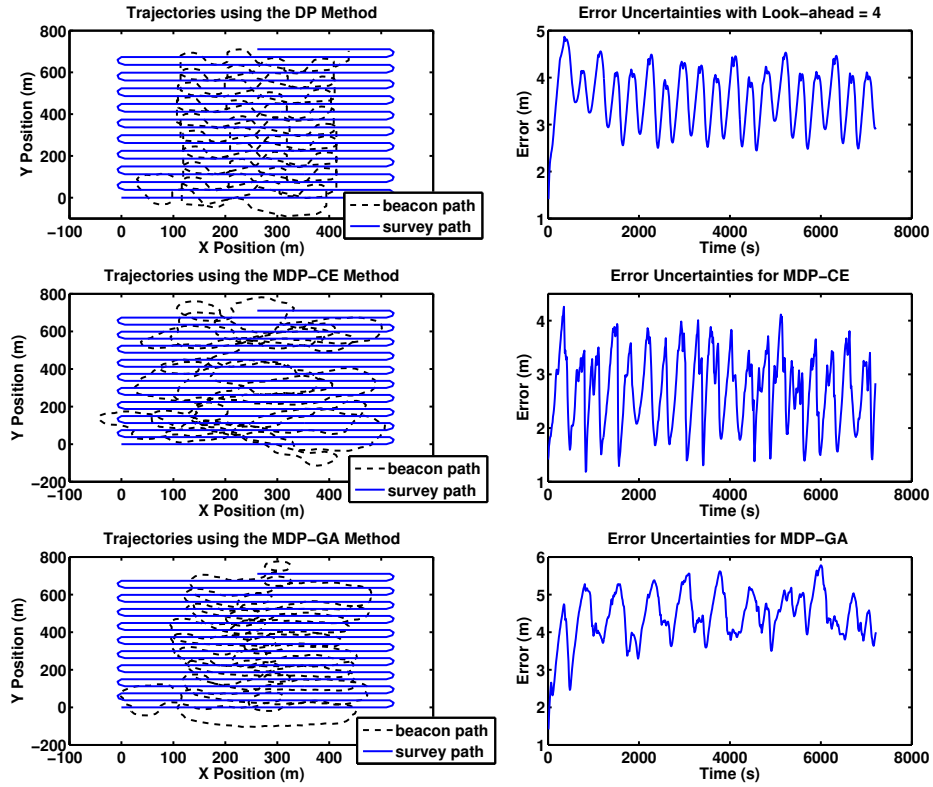 Trajectories using the DP Method
800
600
400
200
0
−100
0
100
200
300
400
Y Position (m)
X Position (m)
beacon path
survey path
Error Uncertainties with Look−ahead = 4
5
4
3
2
1
0
2000
4000
6000
8000
Error (m)
Time (s)
Trajectories using the MDP−CE Method
800
600
400
200
0
−200
−100
0
100
200
300
400
Y Position (m)
X Position (m)
beacon path
survey path
Error Uncertainties for MDP−CE
4
3
2
1
0
2000
4000
6000
8000
Error (m)
Time (s)
Trajectories using the MDP−GA Method
800
600
400
200
0
−200
−100
0
100
200
300
400
Y Position (m)
X Position (m)
beacon path
survey path
Error Uncertainties for MDP−GA
6
5
4
3
2
1
0
2000
4000
6000
8000
Error (m)
Time (s)